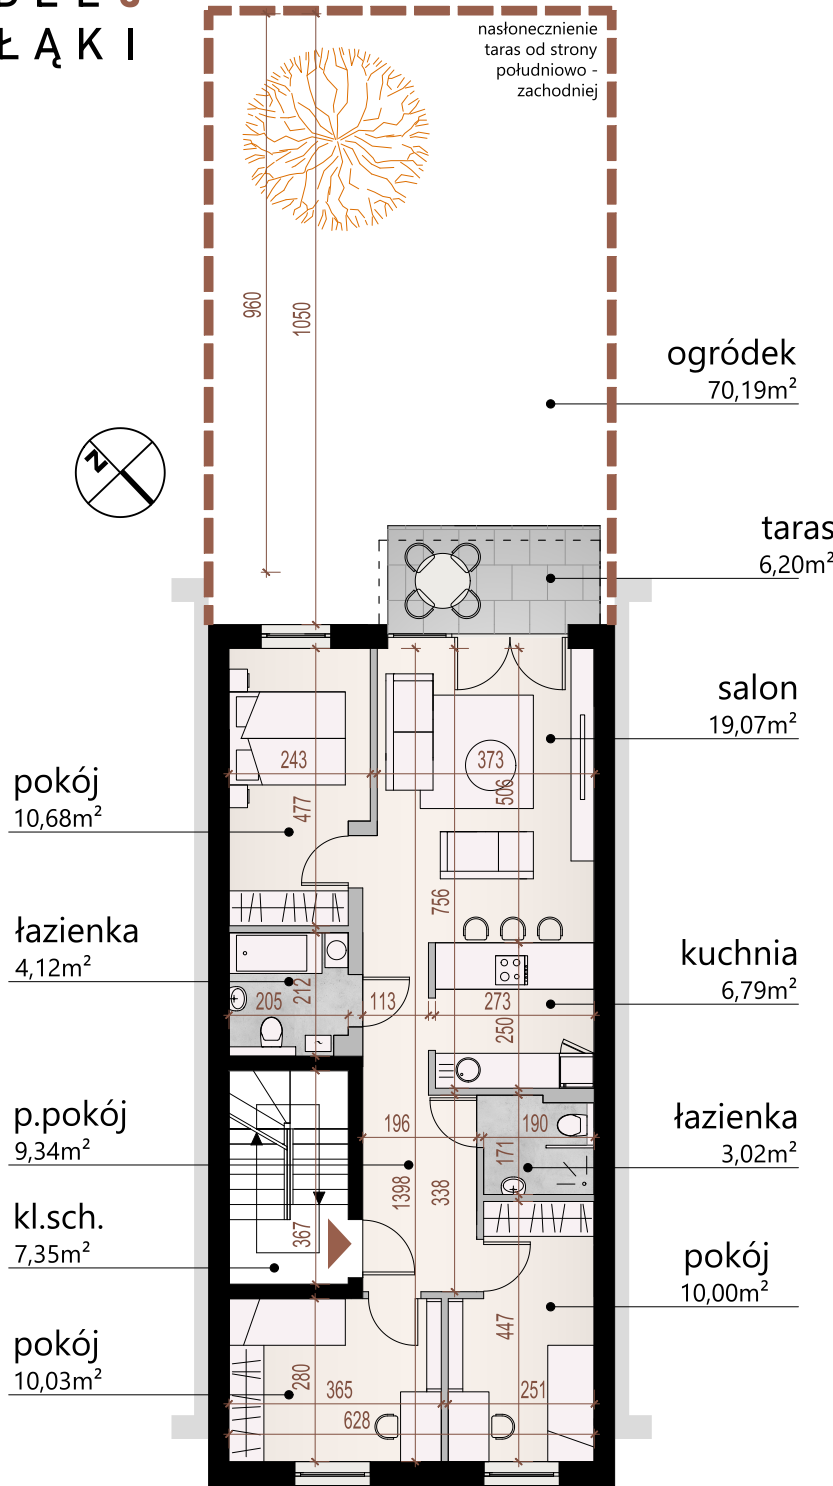 ŁĄKI
nasłonecznienie
taras od strony
południowo -
zachodniej
960
1050
ogródek
70,19m²
N
taras
6,20m²
salon
19,07m²
243
373
506
pokój
10,68m²
477
756
łazienka
4,12m²
kuchnia
6,79m²
205
212
113
273
250
p.pokój
9,34m²
196
190
171
łazienka
3,02m²
1398
338
kl.sch.
7,35m²
367
pokój
10,00m²
447
pokój
10,03m²
280
365
251
628